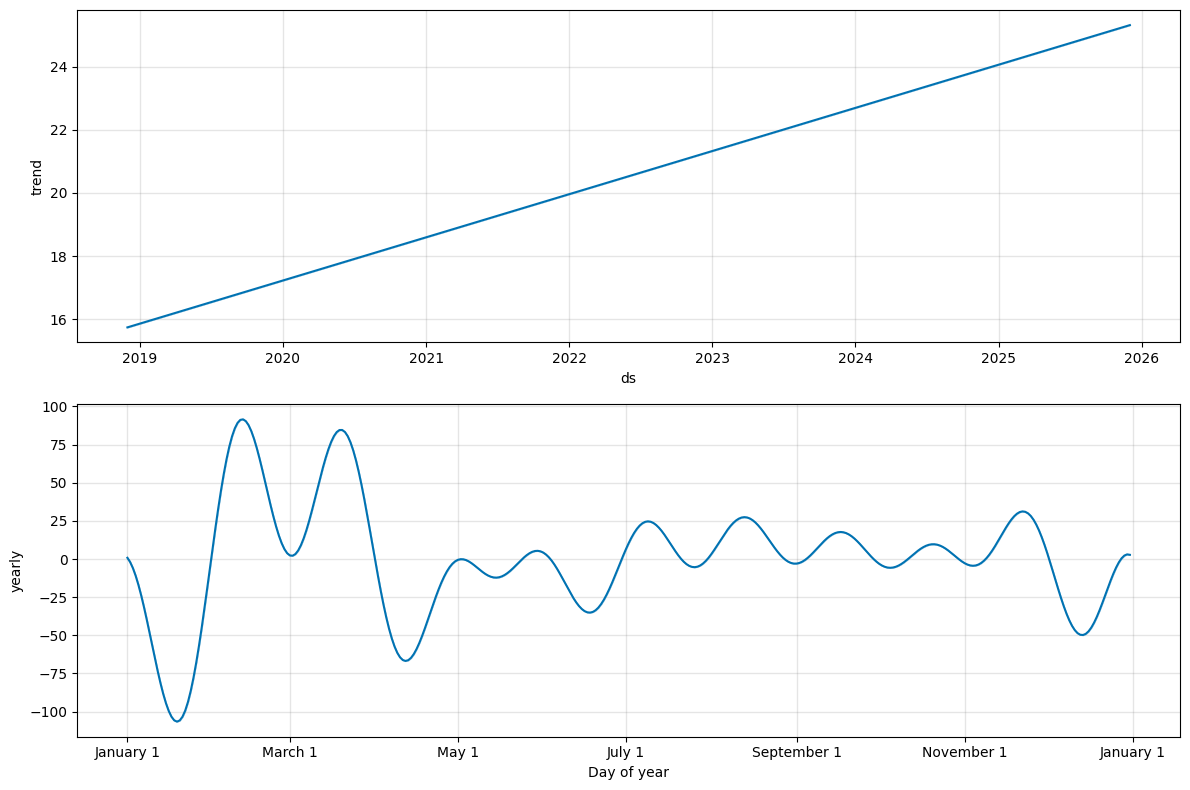 24
22
20
18
16
trend
2019 2020 2021 2022 2023 2024 2025 2026
ds
100
75
50
25
0
−25
−50
−75
−100
yearly
January 1 March 1 May 1 July 1 September 1 November 1 January 1
Day of year